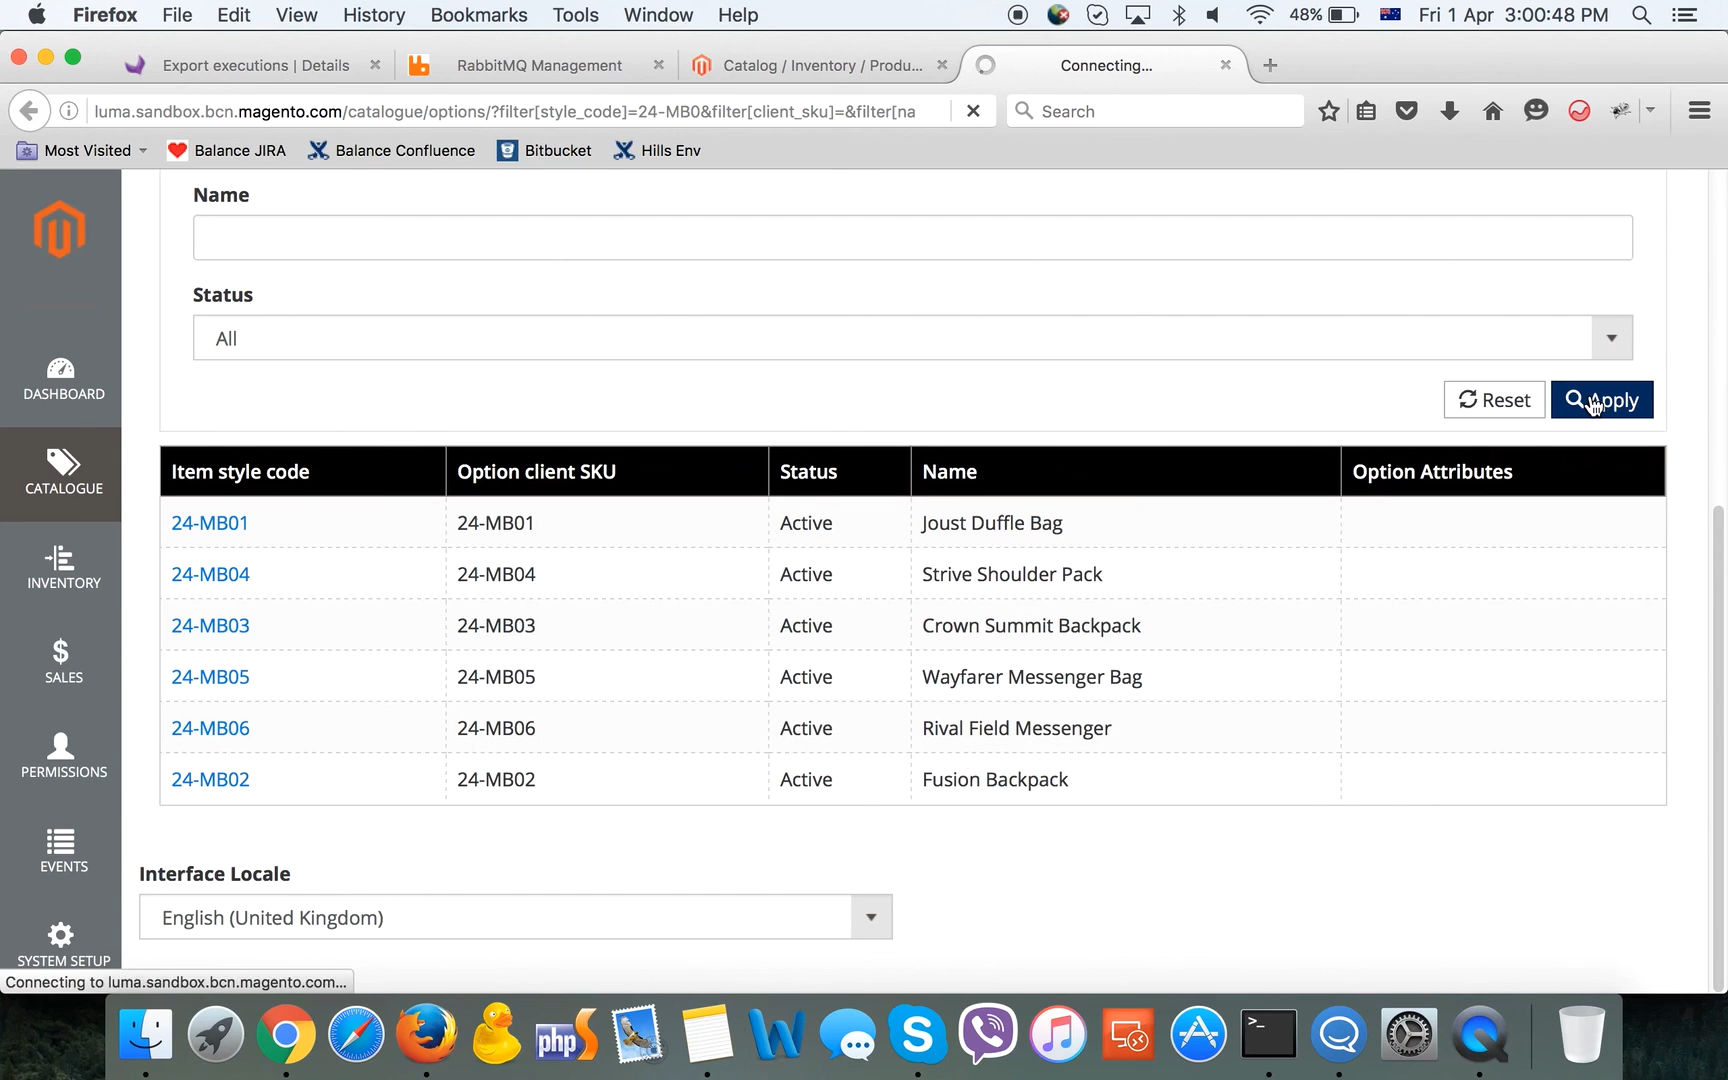 Firefox File Edit View History Bookmarks Tools Window Help 48% Fri 1 Apr 3:00:48 PM
Export executions | Details RabbitMQ Management Catalog / Inventory / Produ... Connecting...
luma.sandbox.bcn.magento.com/catalogue/options/?filter[style_code]=24-MB0&filter[client_sku]=&filter[na Search
Most Visited Balance JIRA Balance Confluence Bitbucket Hills Env
Name
Status
All
Reset Apply
DASHBOARD
CATALOGUE
INVENTORY
SALES
PERMISSIONS
EVENTS
SYSTEM SETUP
Item style code Option client SKU Status Name Option Attributes
24-MB01 24-MB01 Active Joust Duffle Bag
24-MB04 24-MB04 Active Strive Shoulder Pack
24-MB03 24-MB03 Active Crown Summit Backpack
24-MB05 24-MB05 Active Wayfarer Messenger Bag
24-MB06 24-MB06 Active Rival Field Messenger
24-MB02 24-MB02 Active Fusion Backpack
Interface Locale
English (United Kingdom)
Connecting to luma.sandbox.bcn.magento.com...
php